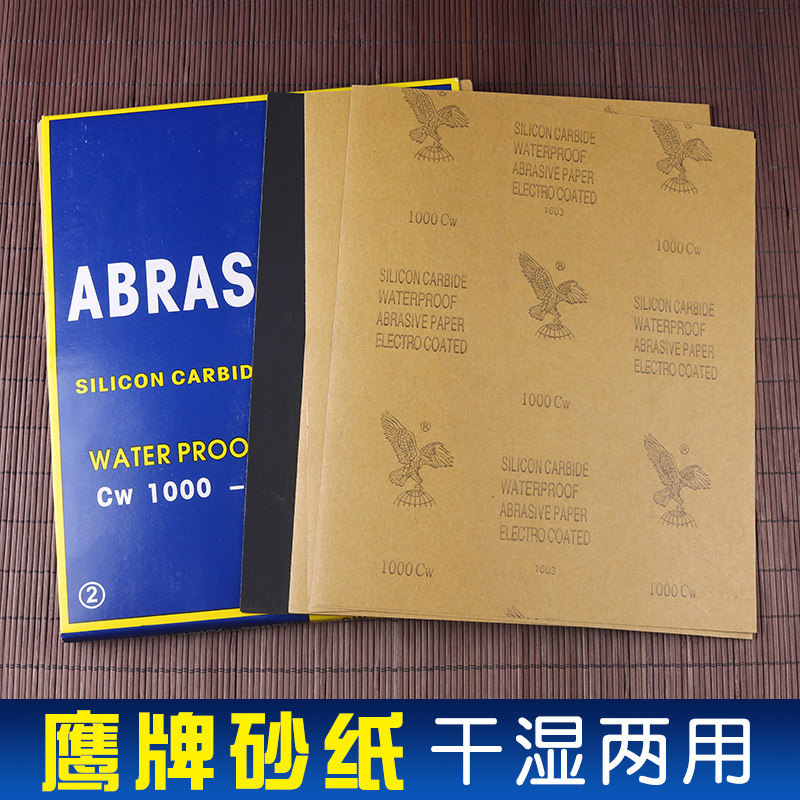 ABRAS
SILICON CARBID
WATER PROO
Cw 1000 –
②
SILICON CARBIDE
WATERPROOF
ABRASIVE PAPER
ELECTRO COATED
1603
1000 Cw
1000 Cw
®
SILICON CARBIDE
WATERPROOF
ABRASIVE PAPER
ELECTRO COATED
SILICON CARBIDE
WATERPROOF
ABRASIVE PAPER
ELECTRO COATED
1000 Cw
®
SILICON CARBIDE
WATERPROOF
ABRASIVE PAPER
ELECTRO COATED
®
1000 Cw
1603
1000 Cw
鹰牌砂纸 干湿两用